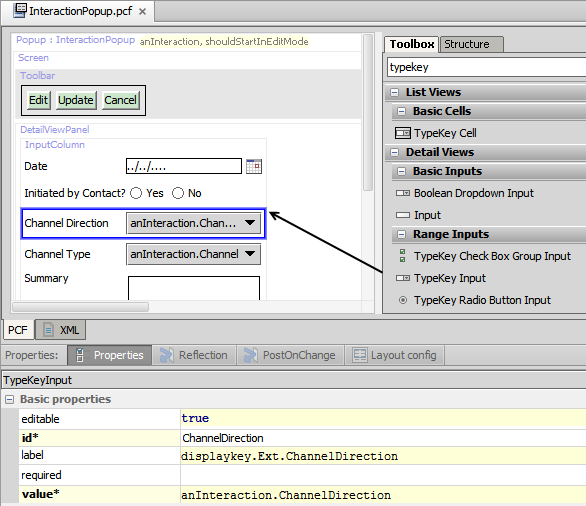 InteractionPopup.pcf ×
Popup : InteractionPopup anInteraction, shouldStartInEditMode
Screen
Toolbar
Edit Update Cancel
DetailViewPanel
InputColumn
Date ../../....
Initiated by Contact? Yes No
Channel Direction anInteraction.Chan...
Channel Type anInteraction.Channel
Summary
Toolbox Structure
typekey
List Views
Basic Cells
TypeKey Cell
Detail Views
Basic Inputs
Boolean Dropdown Input
Input
Range Inputs
TypeKey Check Box Group Input
TypeKey Input
TypeKey Radio Button Input
PCF XML
Properties: Properties Reflection PostOnChange Layout config
TypeKeyInput
Basic properties
editable true
id* ChannelDirection
label displaykey.Ext.ChannelDirection
required
value* anInteraction.ChannelDirection